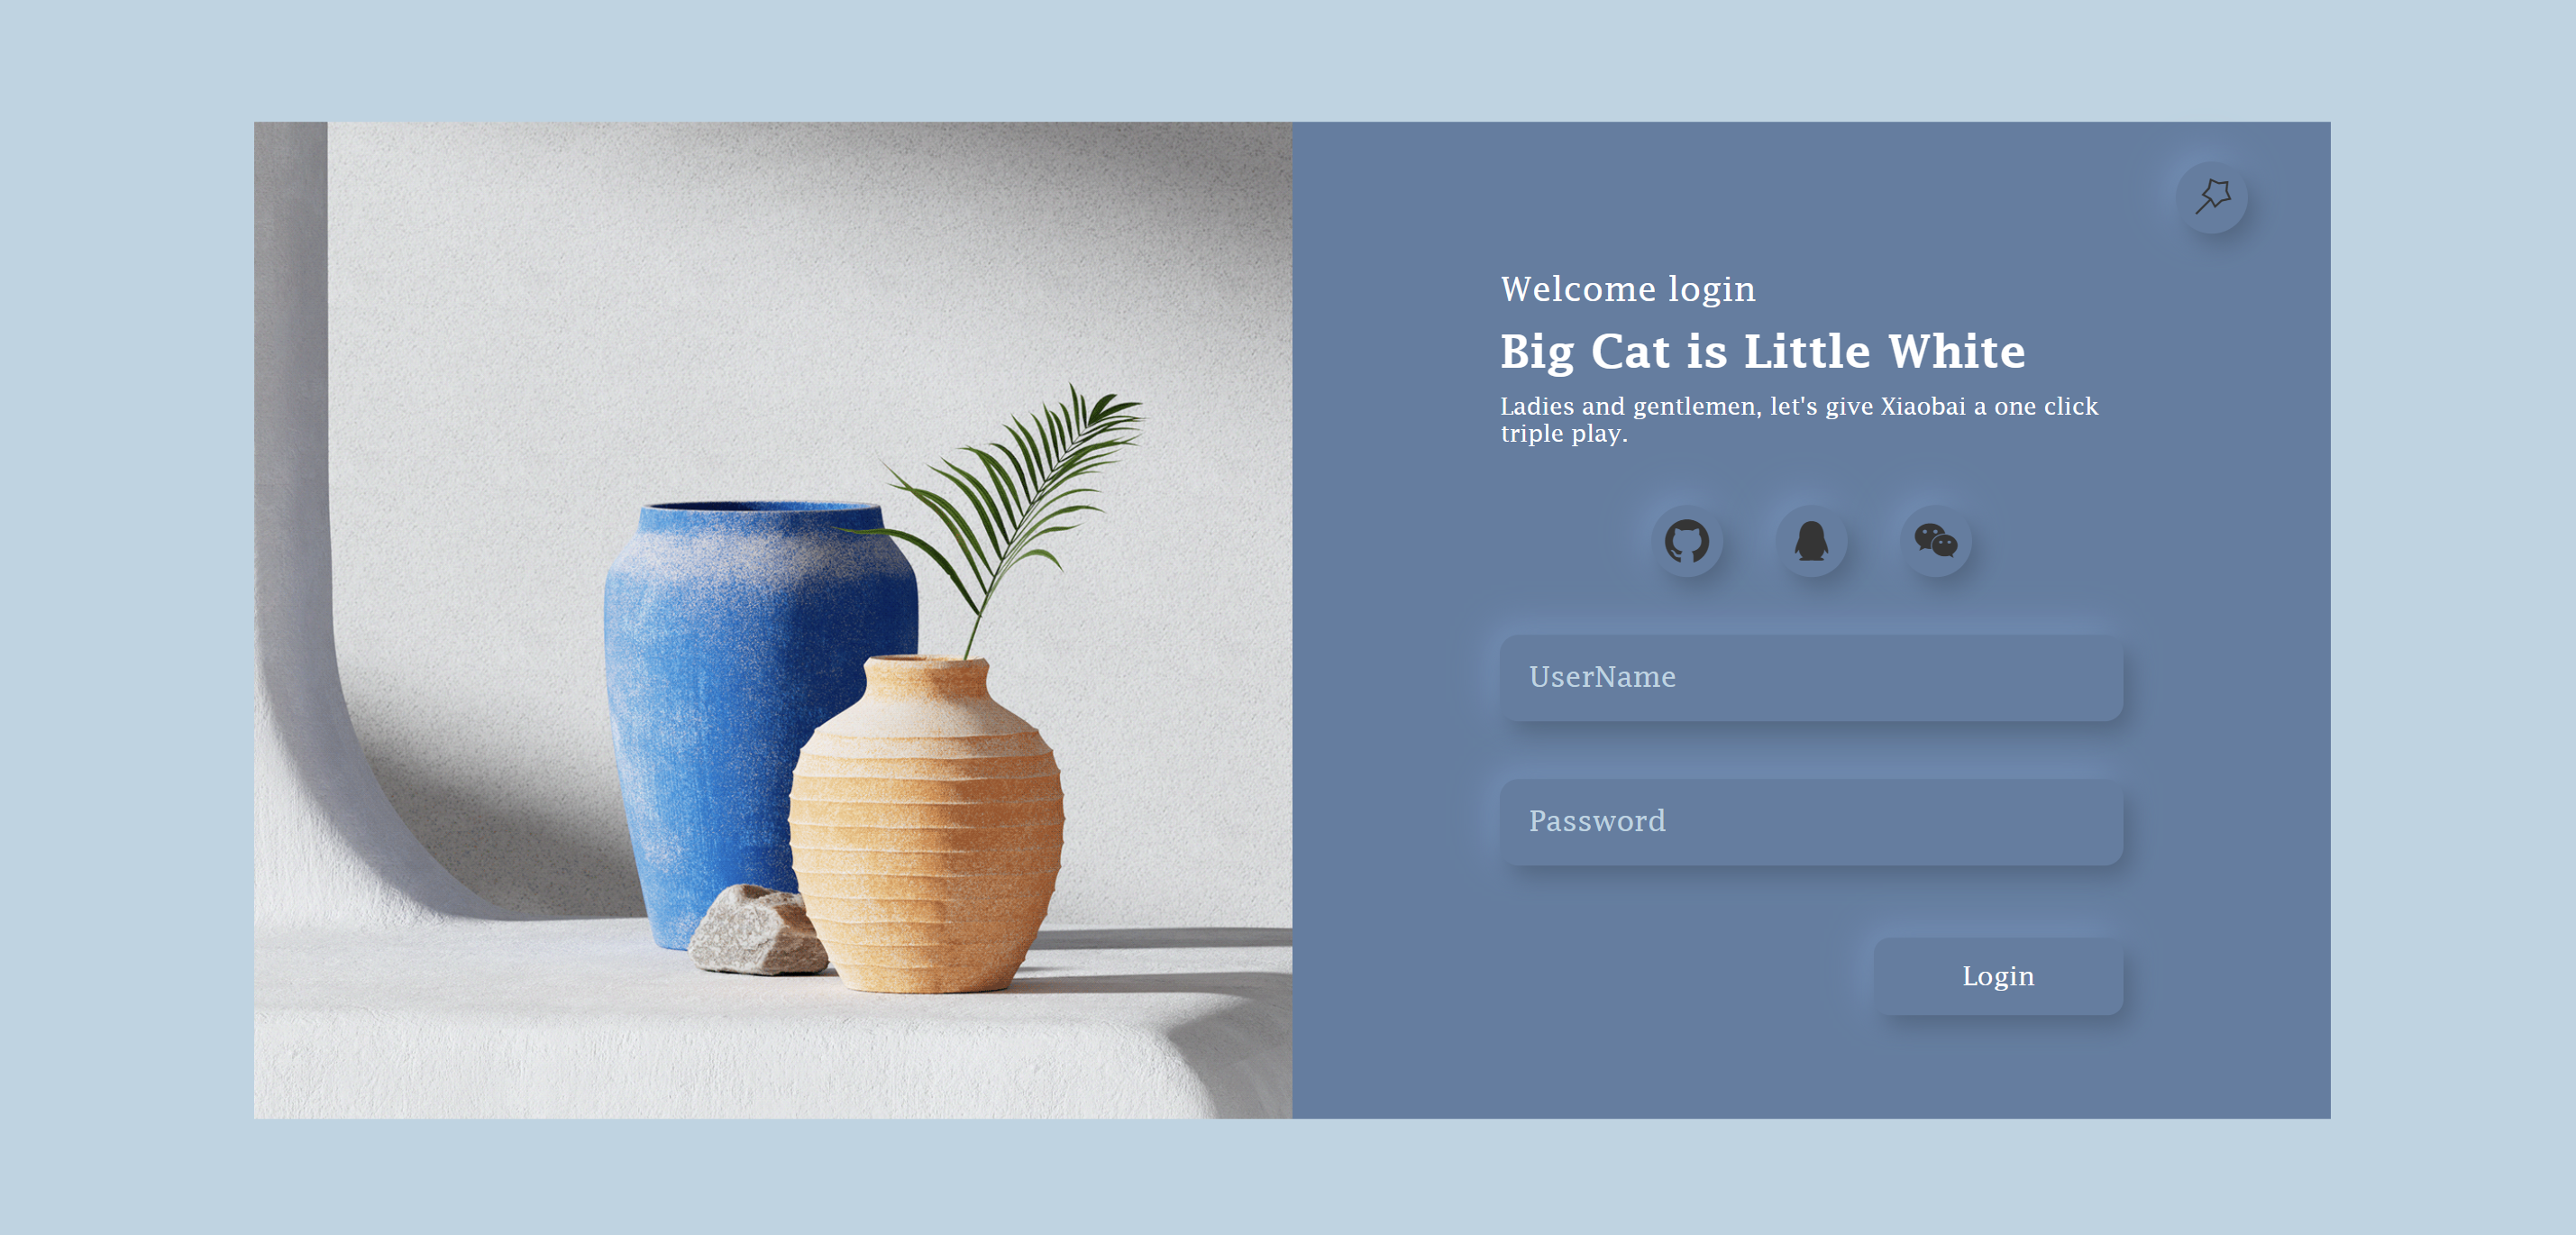 Welcome login
Big Cat is Little White
Ladies and gentlemen, let's give Xiaobai a one click
triple play.
UserName
Password
Login